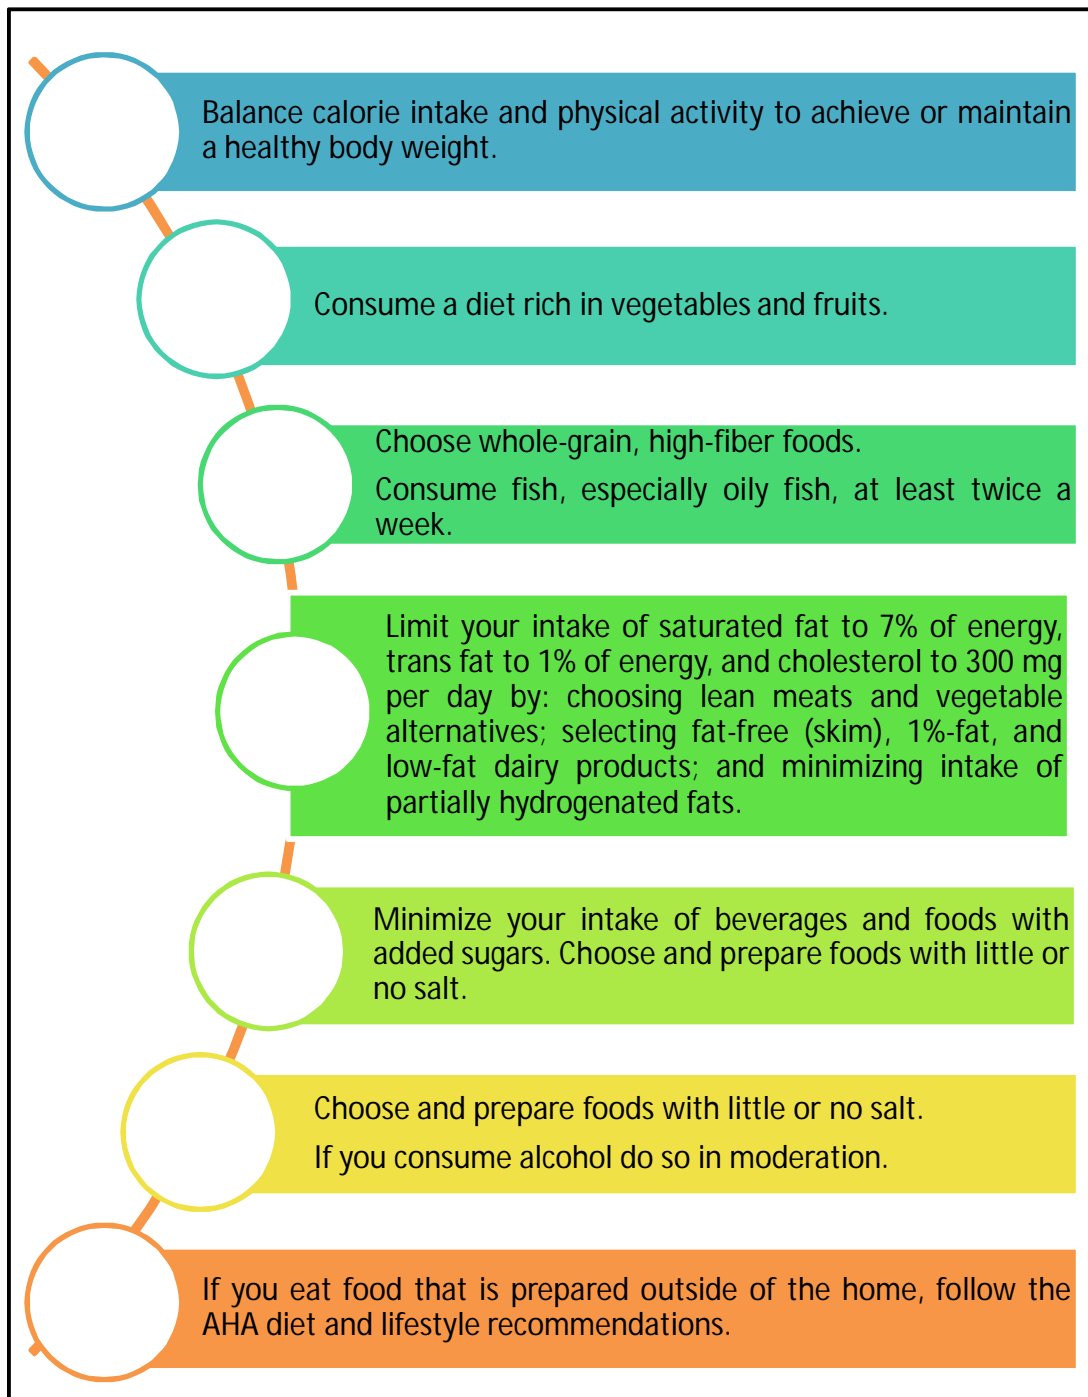 Balance calorie intake and physical activity to achieve or maintain
a healthy body weight.
Consume a diet rich in vegetables and fruits.
Choose whole-grain, high-fiber foods.
Consume fish, especially oily fish, at least twice a
week.
Limit your intake of saturated fat to 7% of energy,
trans fat to 1% of energy, and cholesterol to 300 mg
per day by: choosing lean meats and vegetable
alternatives; selecting fat-free (skim), 1%-fat, and
low-fat dairy products; and minimizing intake of
partially hydrogenated fats.
Minimize your intake of beverages and foods with
added sugars. Choose and prepare foods with little or
no salt.
Choose and prepare foods with little or no salt.
If you consume alcohol do so in moderation.
If you eat food that is prepared outside of the home, follow the
AHA diet and lifestyle recommendations.